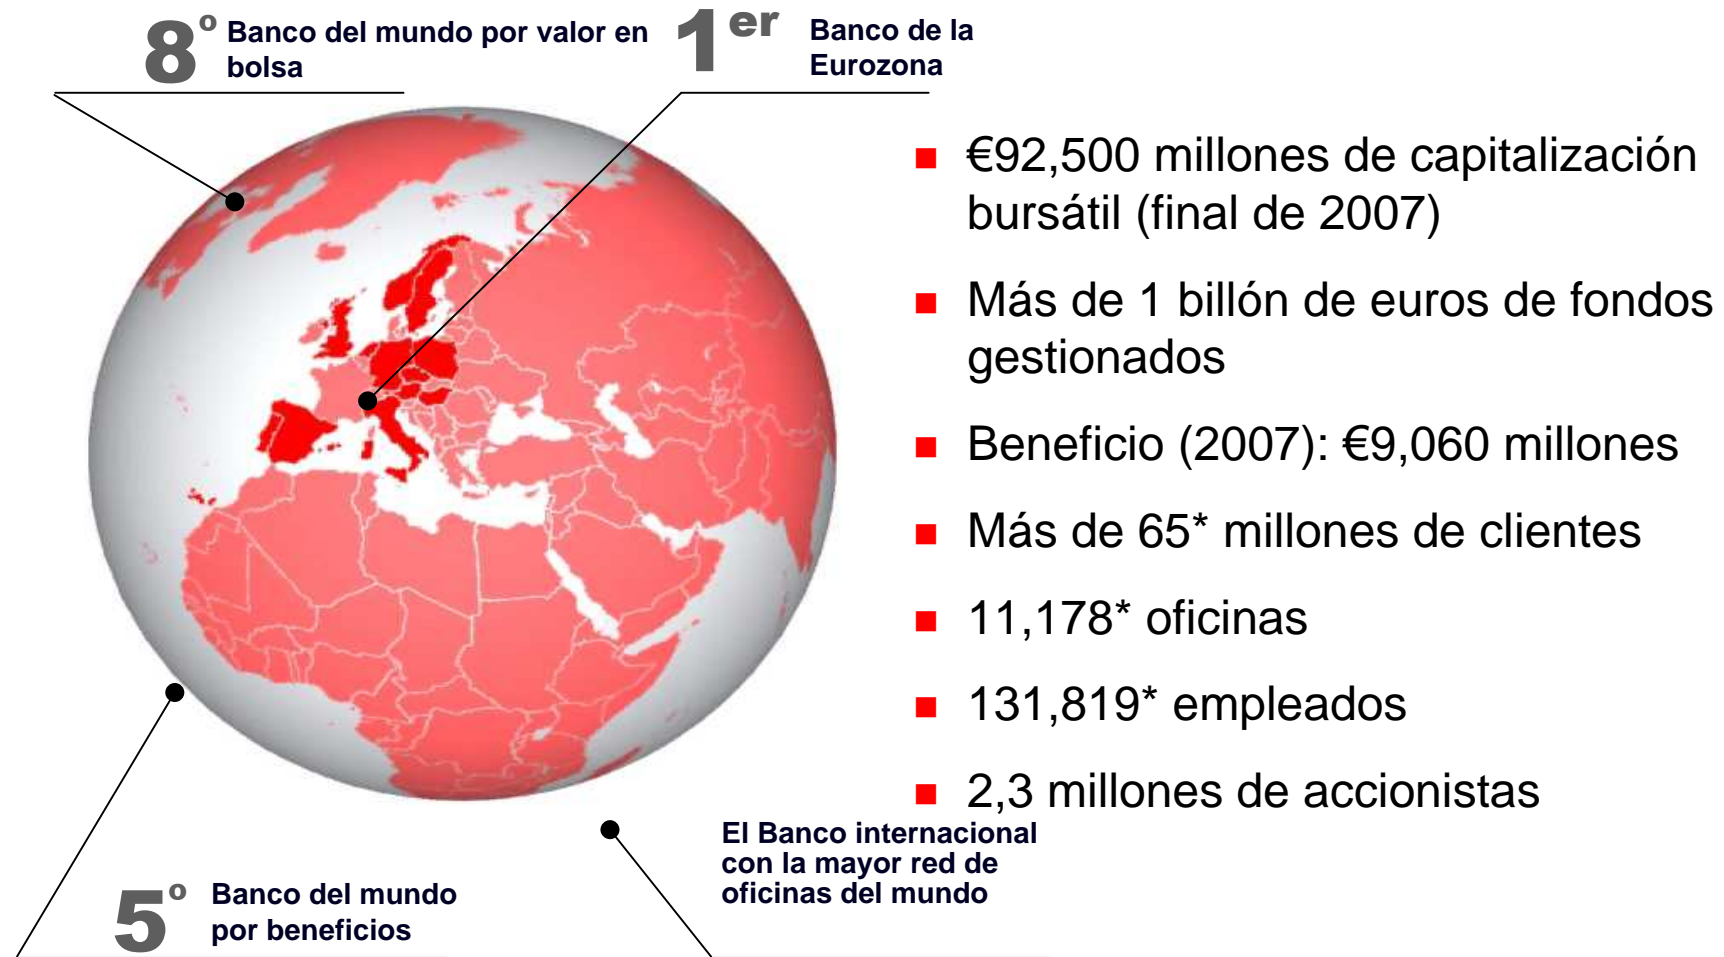 8º Banco del mundo por valor en
bolsa
1er Banco de la
Eurozona
€92,500 millones de capitalización
bursátil (final de 2007)
Más de 1 billón de euros de fondos
gestionados
Beneficio (2007): €9,060 millones
Más de 65* millones de clientes
11,178* oficinas
131,819* empleados
2,3 millones de accionistas
El Banco internacional
con la mayor red de
oficinas del mundo
5º Banco del mundo
por beneficios